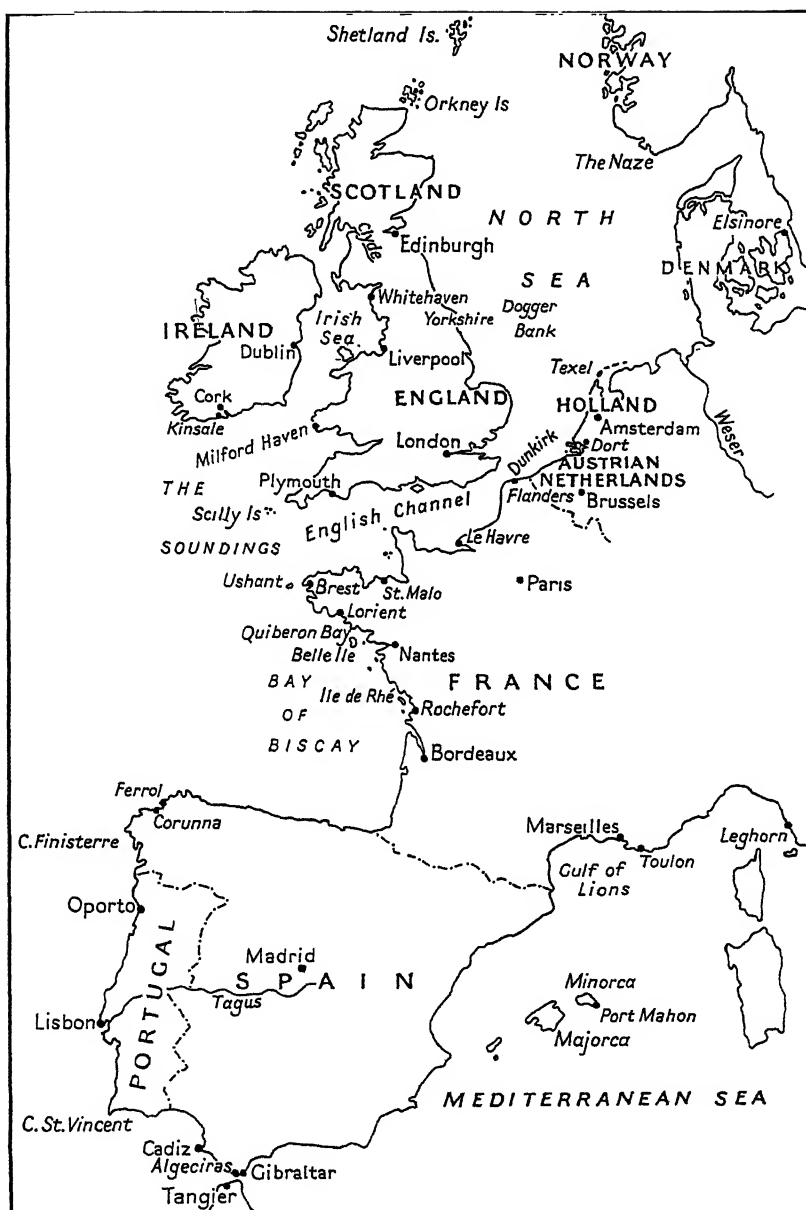 Shetland Is.
NORWAY
Orkney Is
The Naze
SCOTLAND
NORTH
SEA
Clyde
Edinburgh
Elsinore
DENMARK
Whitehaven
Yorkshire
Dogger
Bank
IRELAND
Irish
Sea.
Dublin
Liverpool
Texel
Cork
Kinsale
ENGLAND
HOLLAND
Amsterdam
Weser
Milford Haven
London
Dunkirk
Dort
AUSTRIAN
NETHERLANDS
Flanders
Brussels
THE
Plymouth
Scilly Is
SOUNDINGS
English Channel
Le Havre
Ushant
Brest
St. Malo
Paris
Lorient
Quiberon Bay
Belle Ile
Nantes
BAY
OF
BISCAY
Ile de Rhé
FRANCE
Rochefort
Bordeaux
Ferrol
Corunna
C. Finisterre
Marseilles
Toulon
Leghorn
Gulf of
Lions
Oporto
PORTUGAL
Madrid
SPAIN
Tagus
Lisbon
Minorca
Port Mahon
Majorca
MEDITERRANEAN SEA
C. St. Vincent
Cadiz
Algeciras
Gibraltar
Tangier